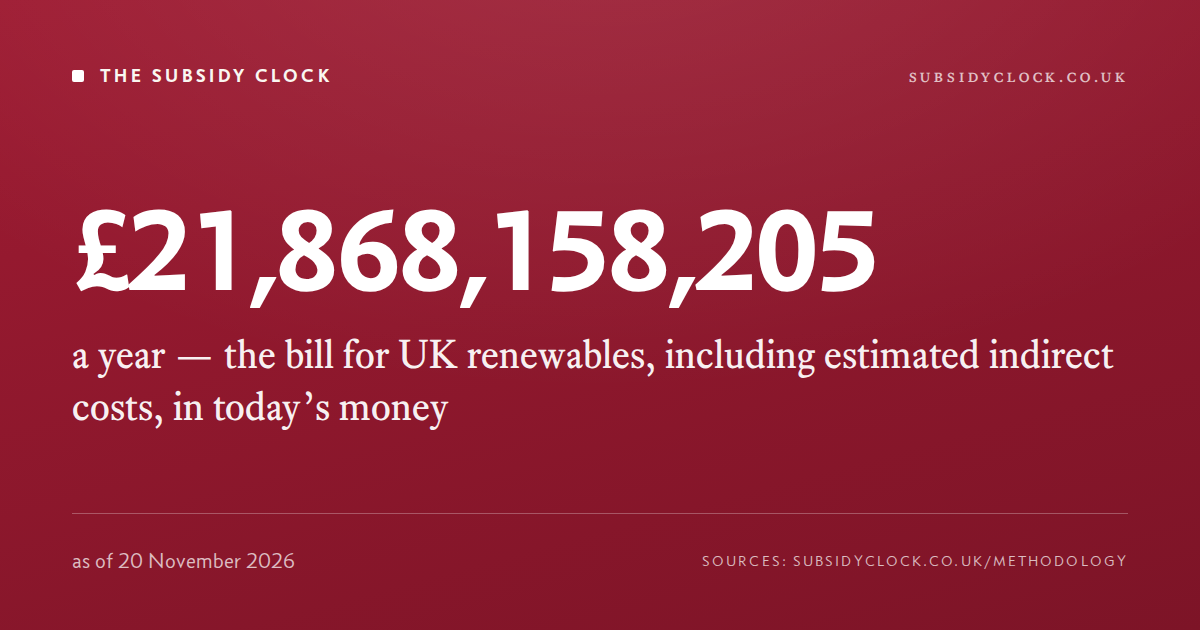 THE SUBSIDY CLOCK
SUBSIDYCLOCK.CO.UK
£21,868,158,205
a year — the bill for UK renewables, including estimated indirect
costs, in today’s money
as of 20 November 2026
SOURCES: SUBSIDYCLOCK.CO.UK/METHODOLOGY